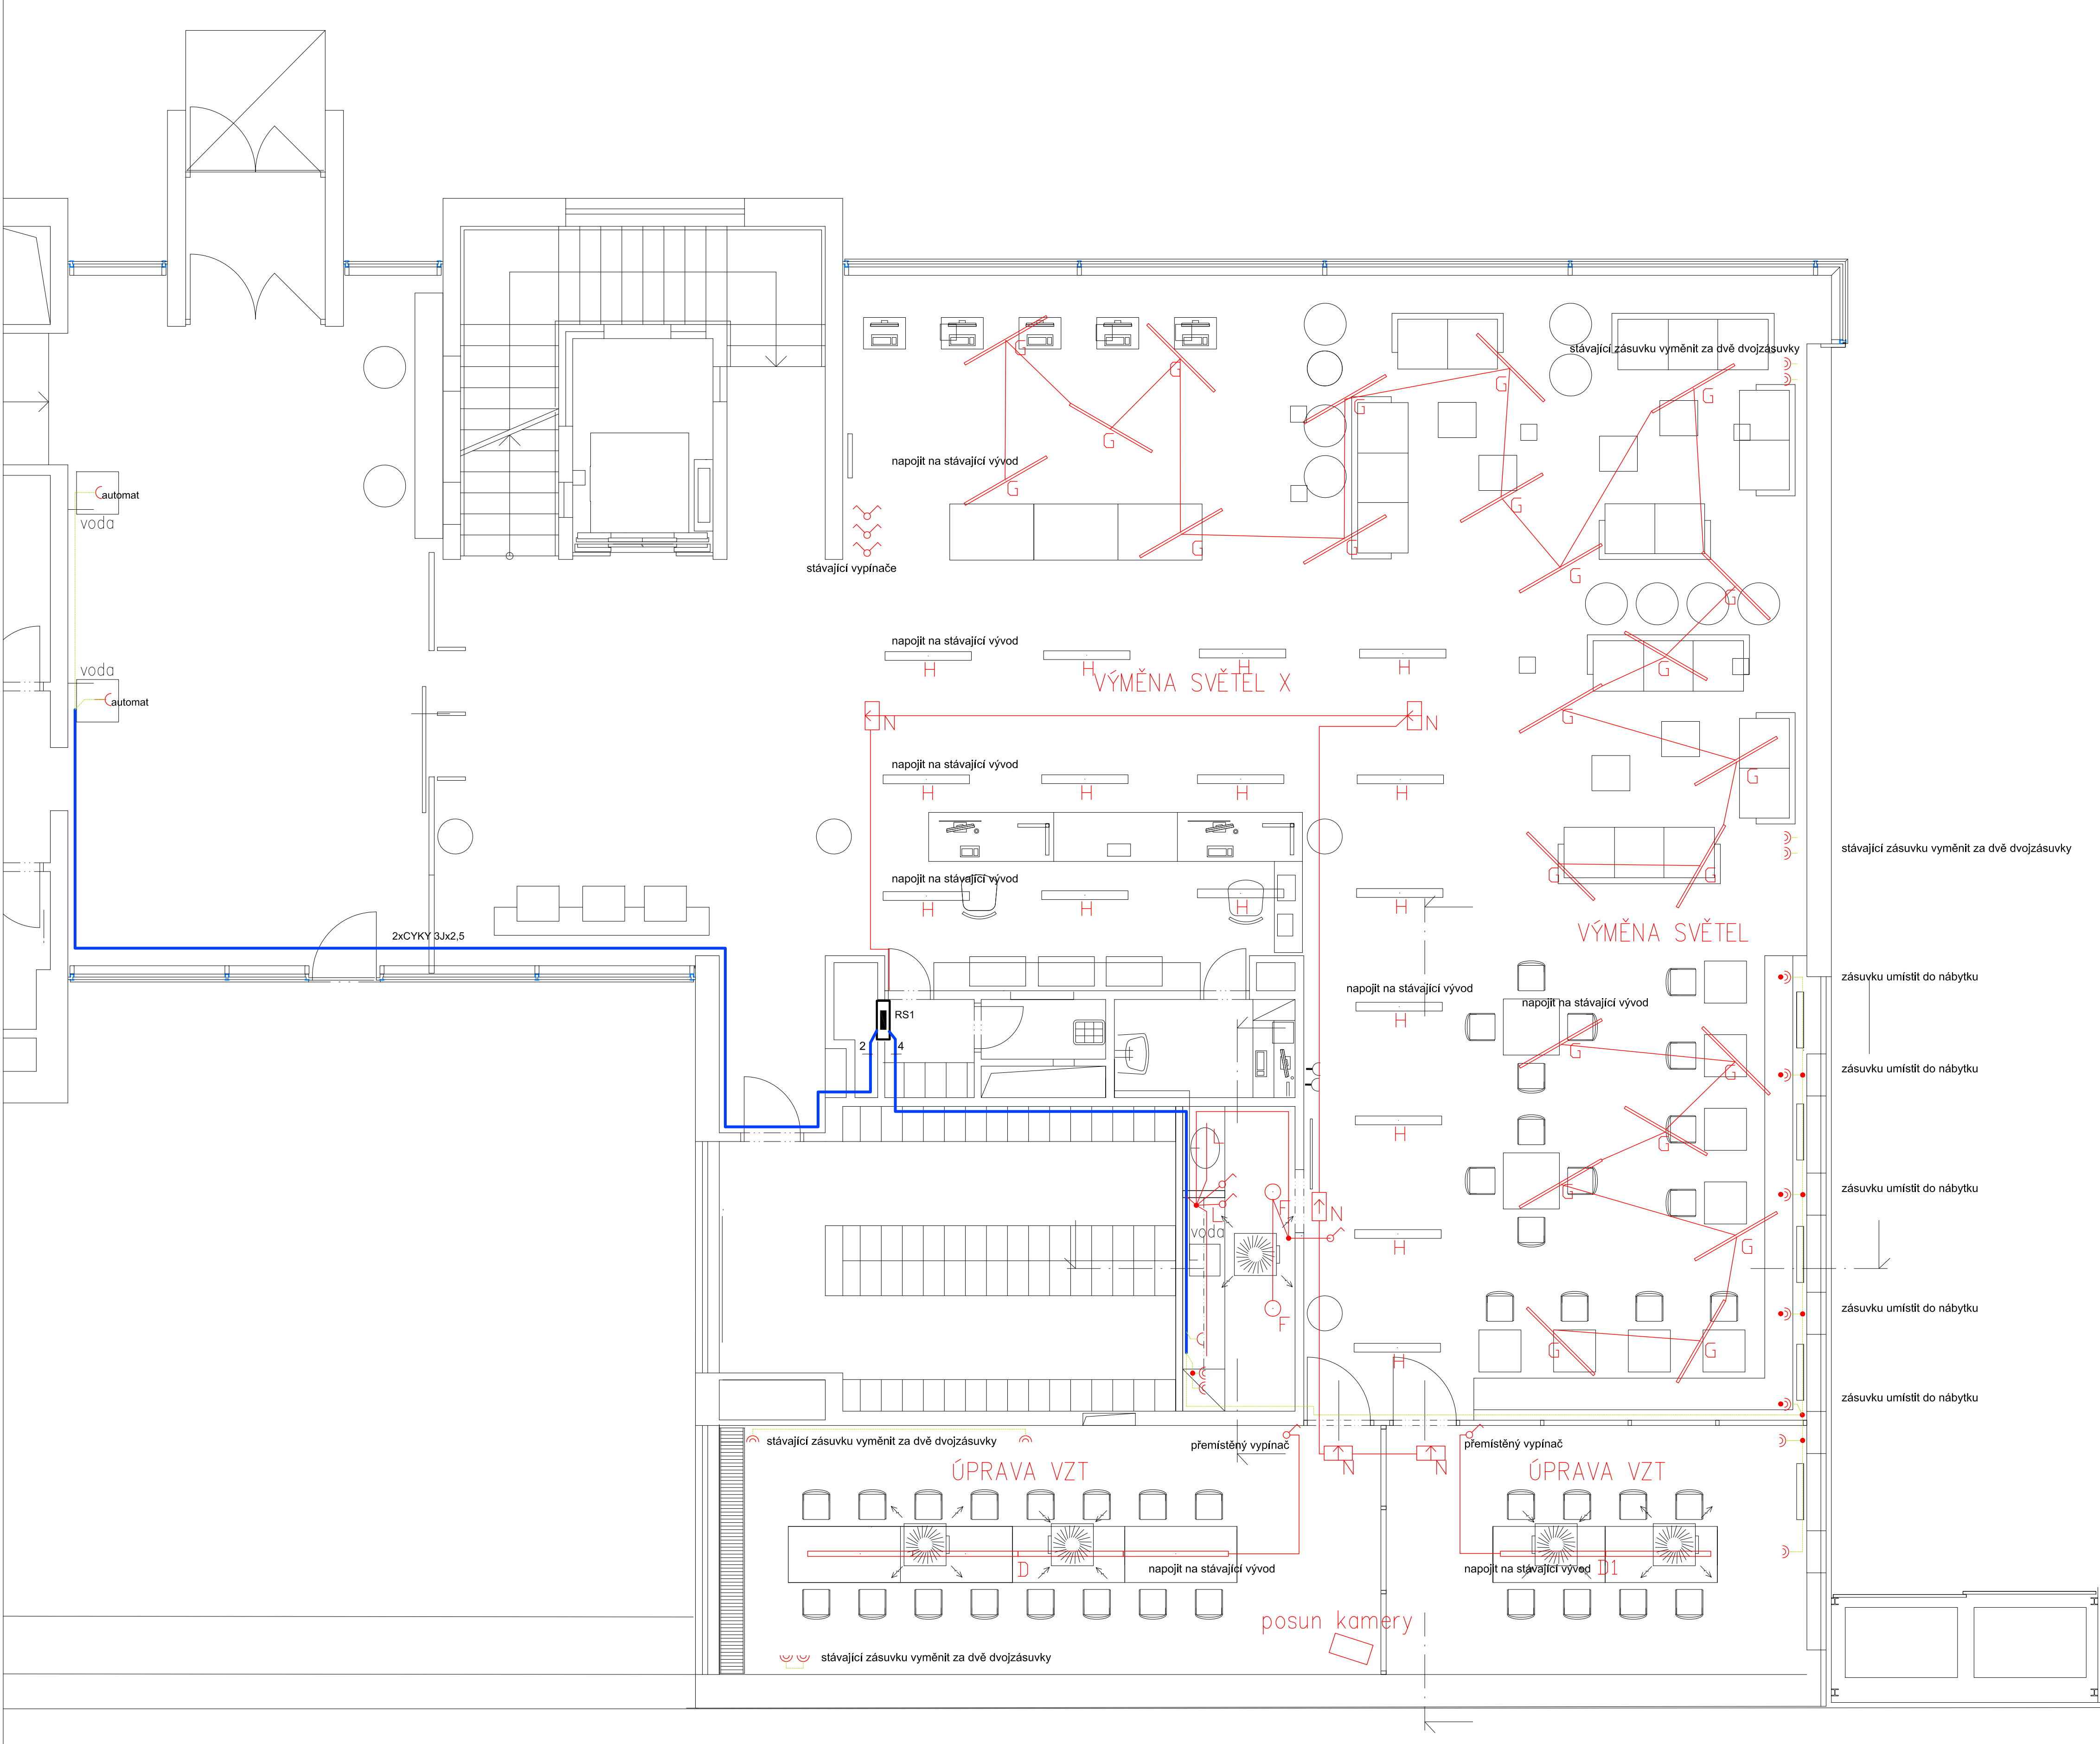 stávající zásuvku vyměnit za dvě dvojzásuvky
G
G
G
G
G
G
napojit na stávající vývod
G
G
automat
G
voda
G
G
stávající vypínače
G
G
napojit na stávající vývod
voda
H
H
H
H
G
VÝMĚNA SVĚTEL X
automat
N
N
G
napojit na stávající vývod
G
H
H
H
H
stávající zásuvku vyměnit za dvě dvojzásuvky
napojit na stávající vývod
G
G
H
H
H
H
2xCYKY 3Jx2,5
VÝMĚNA SVĚTEL
zásuvku umístit do nábytku
napojit na stávající vývod
napojit na stávající vývod
RS1
H
2
4
G
zásuvku umístit do nábytku
G
H
L
G
zásuvku umístit do nábytku
G
F
L
N
voda
H
G
zásuvku umístit do nábytku
F
G
G
H
zásuvku umístit do nábytku
stávající zásuvku vyměnit za dvě dvojzásuvky
přemístěný vypínač
přemístěný vypínač
N
N
ÚPRAVA VZT
ÚPRAVA VZT
D
napojit na stávající vývod
napojit na stávající vývod
D1
posun kamery
stávající zásuvku vyměnit za dvě dvojzásuvky